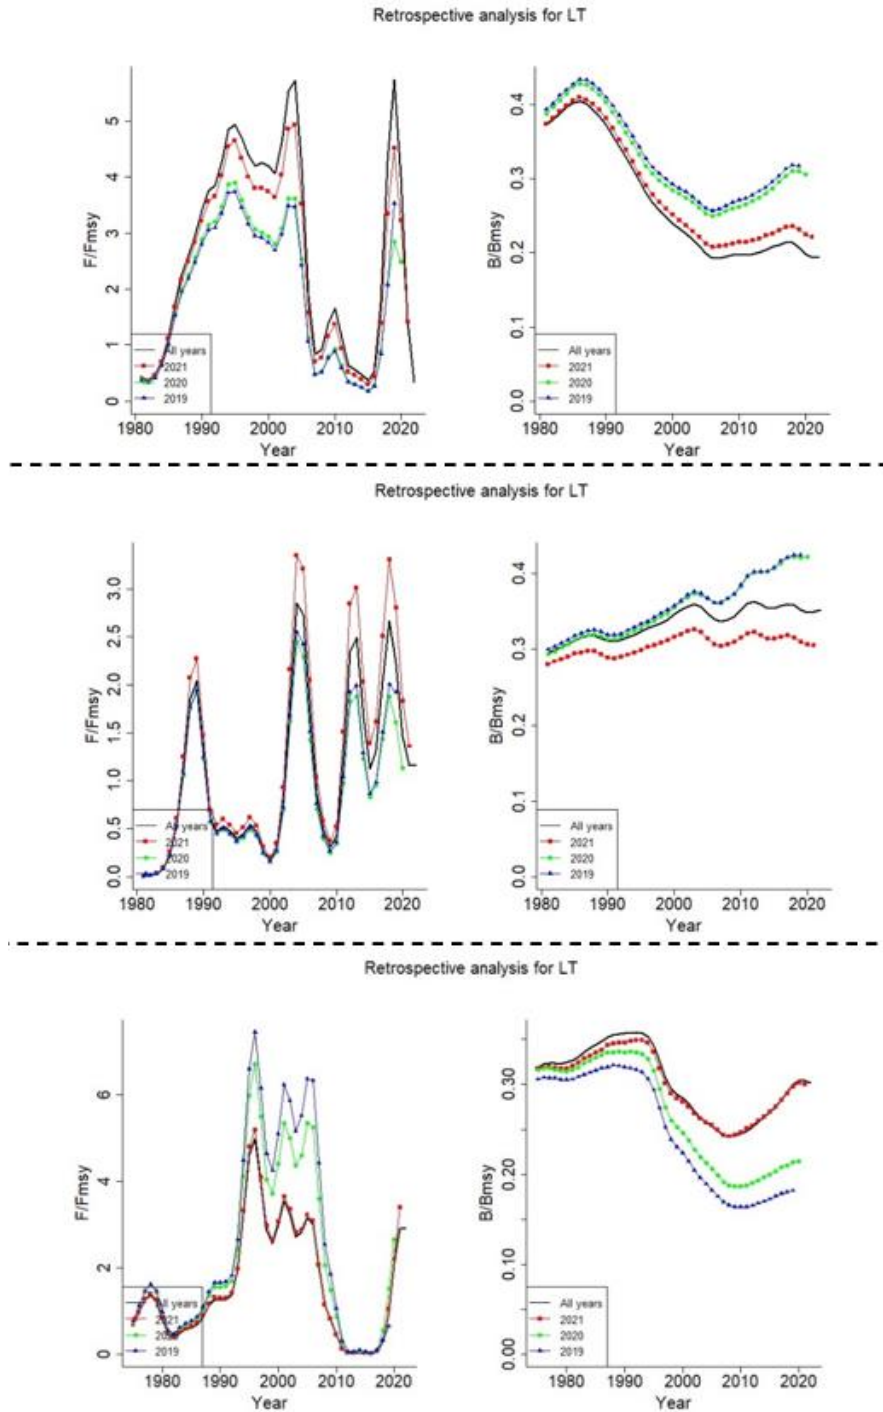 Retrospective analysis for LT
F/Fmsy
0 1 2 3 4 5
All years
2021
2020
2019
1980 1990 2000 2010 2020
Year
B/Bmsy
0.0 0.1 0.2 0.3 0.4
All years
2021
2020
2019
1980 1990 2000 2010 2020
Year
Retrospective analysis for LT
F/Fmsy
0.0 0.5 1.0 1.5 2.0 2.5 3.0
All years
2021
2020
2019
1980 1990 2000 2010 2020
Year
B/Bmsy
0.0 0.1 0.2 0.3 0.4
All years
2021
2020
2019
1980 1990 2000 2010 2020
Year
Retrospective analysis for LT
F/Fmsy
0 2 4 6
All years
2021
2020
2019
1980 1990 2000 2010 2020
Year
B/Bmsy
0.00 0.10 0.20 0.30
All years
2021
2020
2019
1980 1990 2000 2010 2020
Year